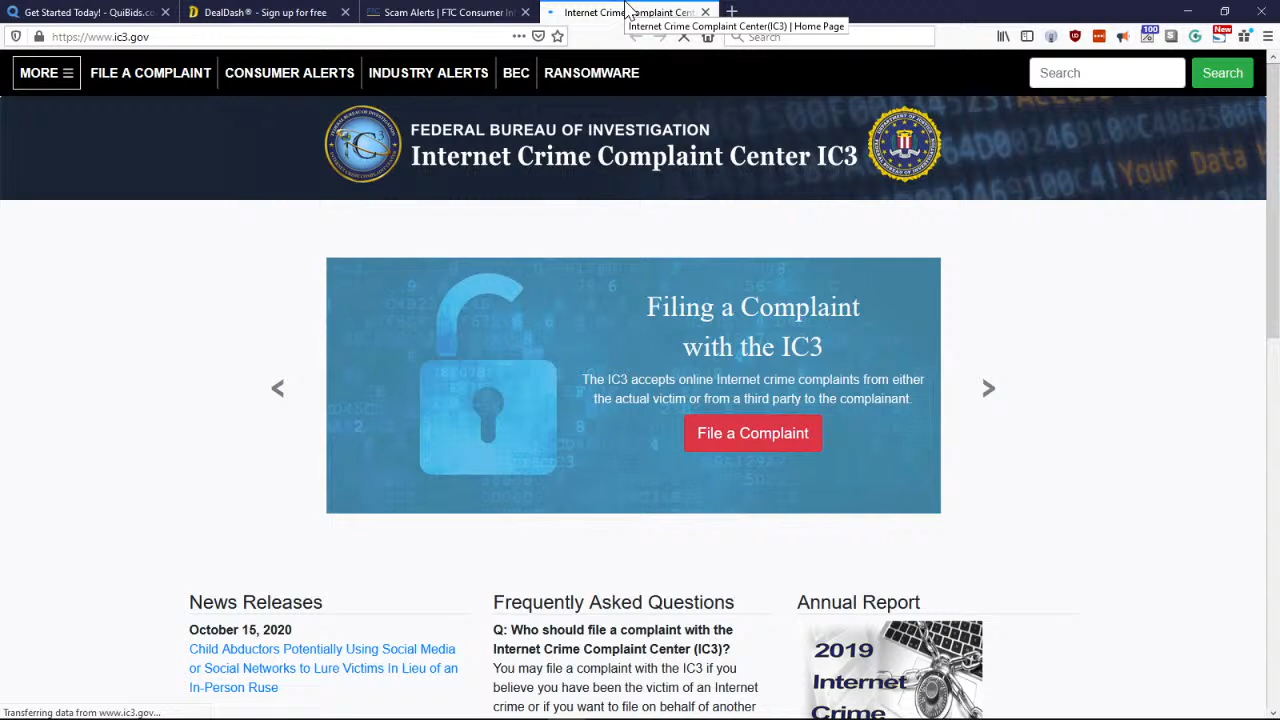 Get Started Today! - QuiBids.c
DealDash® - Sign up for free
Scam Alerts | FTC Consumer In
Internet Crime Complaint Cent
Internet Crime Complaint Center(IC3) | Home Page
https://www.ic3.gov
Search
100
New
MORE
FILE A COMPLAINT
CONSUMER ALERTS
INDUSTRY ALERTS
BEC
RANSOMWARE
Search
Search
FEDERAL BUREAU OF INVESTIGATION
Internet Crime Complaint Center IC3
Filing a Complaint
with the IC3
The IC3 accepts online Internet crime complaints from either
the actual victim or from a third party to the complainant.
File a Complaint
News Releases
October 15, 2020
Child Abductors Potentially Using Social Media
or Social Networks to Lure Victims In Lieu of an
In-Person Ruse
Frequently Asked Questions
Q: Who should file a complaint with the
Internet Crime Complaint Center (IC3)?
You may file a complaint with the IC3 if you
believe you have been the victim of an Internet
crime or if you want to file on behalf of another
Annual Report
2019
Internet
Crime
Transferring data from www.ic3.gov...